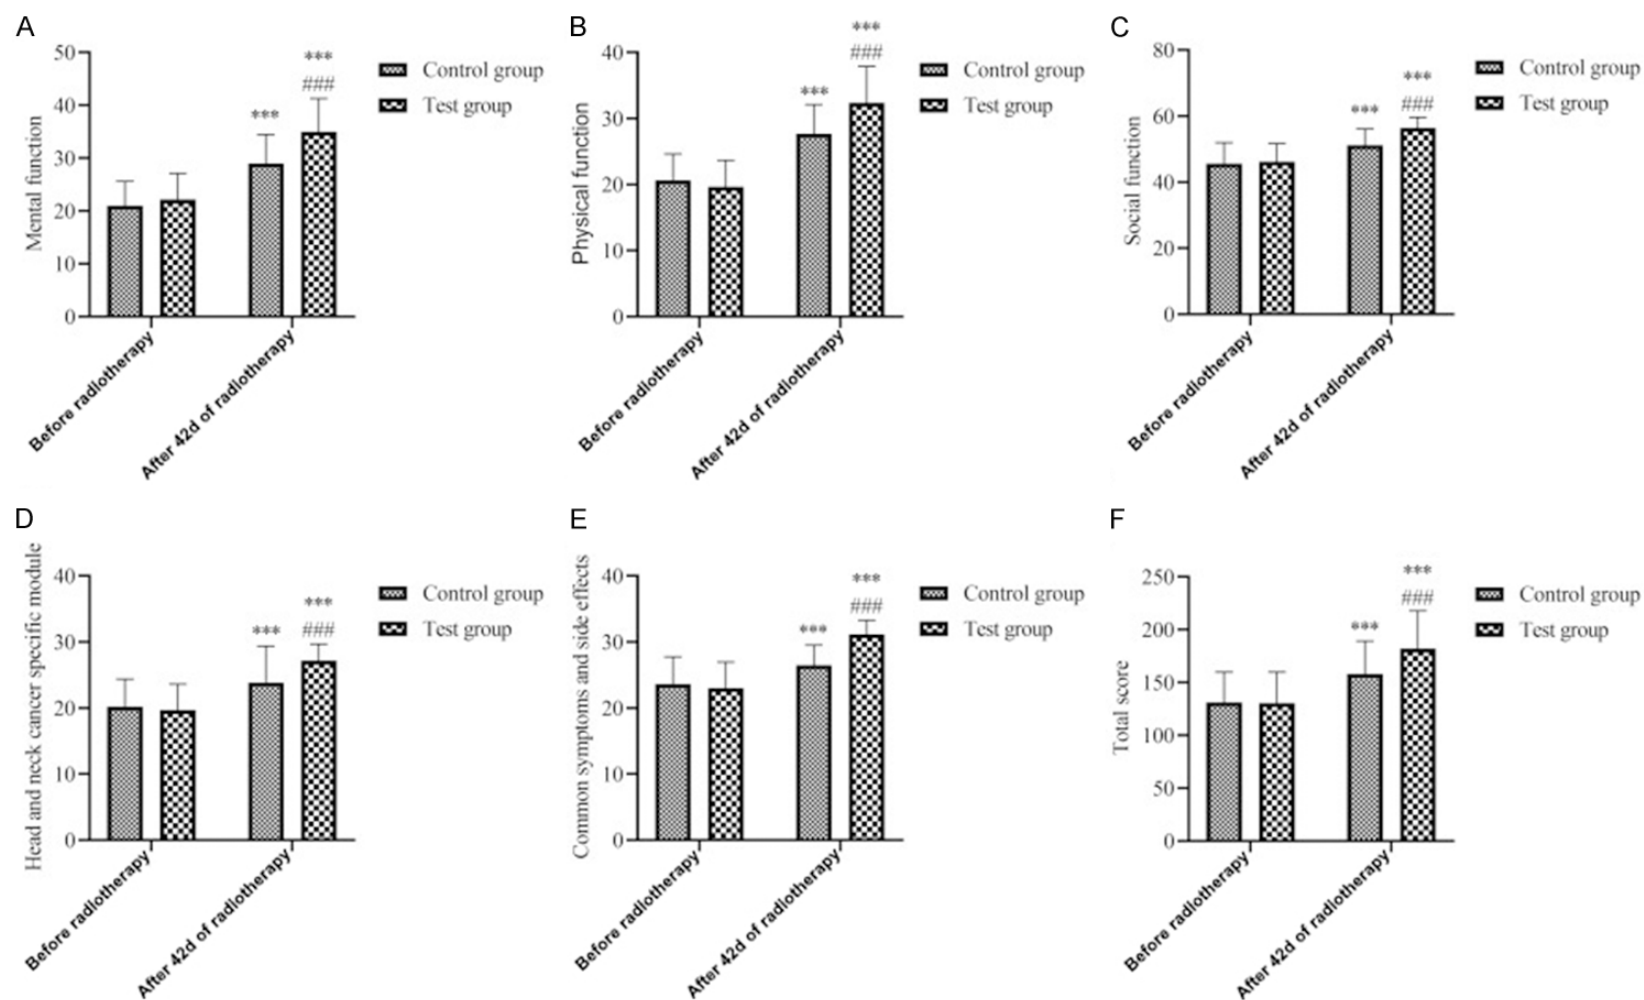 A
Mental function
50
40
30
20
10
0
***
***
###
Control group
Test group
Before radiotherapy
After 42d of radiotherapy
B
Physical function
40
30
20
10
0
***
***
###
Control group
Test group
Before radiotherapy
After 42d of radiotherapy
C
Social function
80
60
40
20
0
***
***
###
Control group
Test group
Before radiotherapy
After 42d of radiotherapy
D
Head and neck cancer specific module
40
30
20
10
0
***
***
###
Control group
Test group
Before radiotherapy
After 42d of radiotherapy
E
Common symptoms and side effects
40
30
20
10
0
***
***
###
Control group
Test group
Before radiotherapy
After 42d of radiotherapy
F
Total score
250
200
150
100
50
0
***
***
###
Control group
Test group
Before radiotherapy
After 42d of radiotherapy